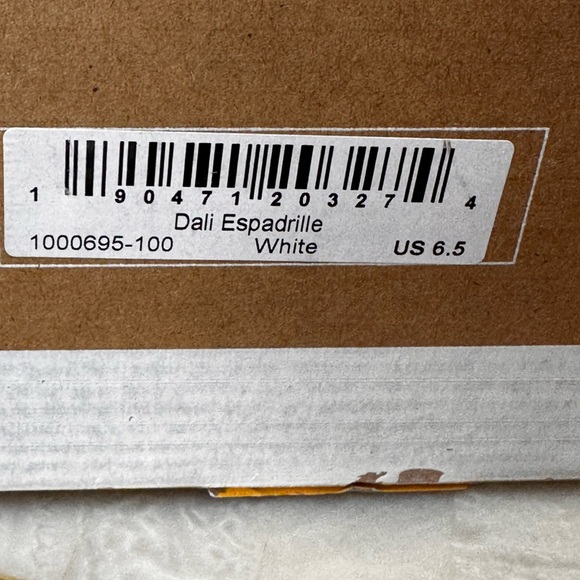 1 90471 20327 4
Dali Espadrille
1000695-100 White US 6.5